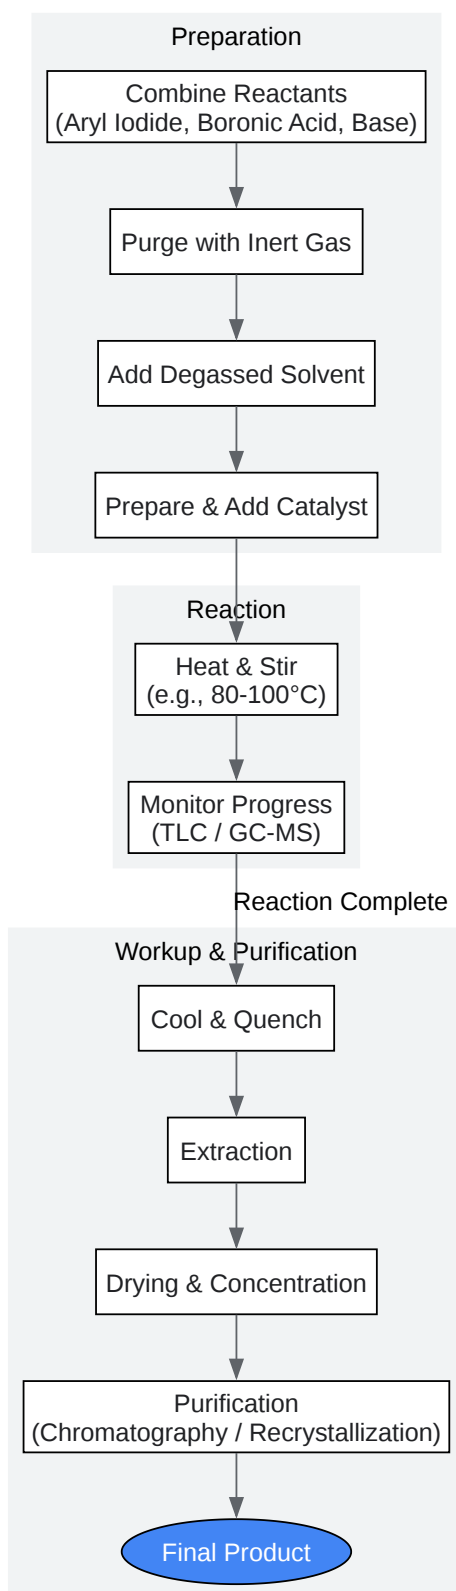 Preparation
Combine Reactants
(Aryl Iodide, Boronic Acid, Base)
Purge with Inert Gas
Add Degassed Solvent
Prepare & Add Catalyst
Reaction
Heat & Stir
(e.g., 80-100°C)
Monitor Progress
(TLC / GC-MS)
Reaction Complete
Workup & Purification
Cool & Quench
Extraction
Drying & Concentration
Purification
(Chromatography / Recrystallization)
Final Product